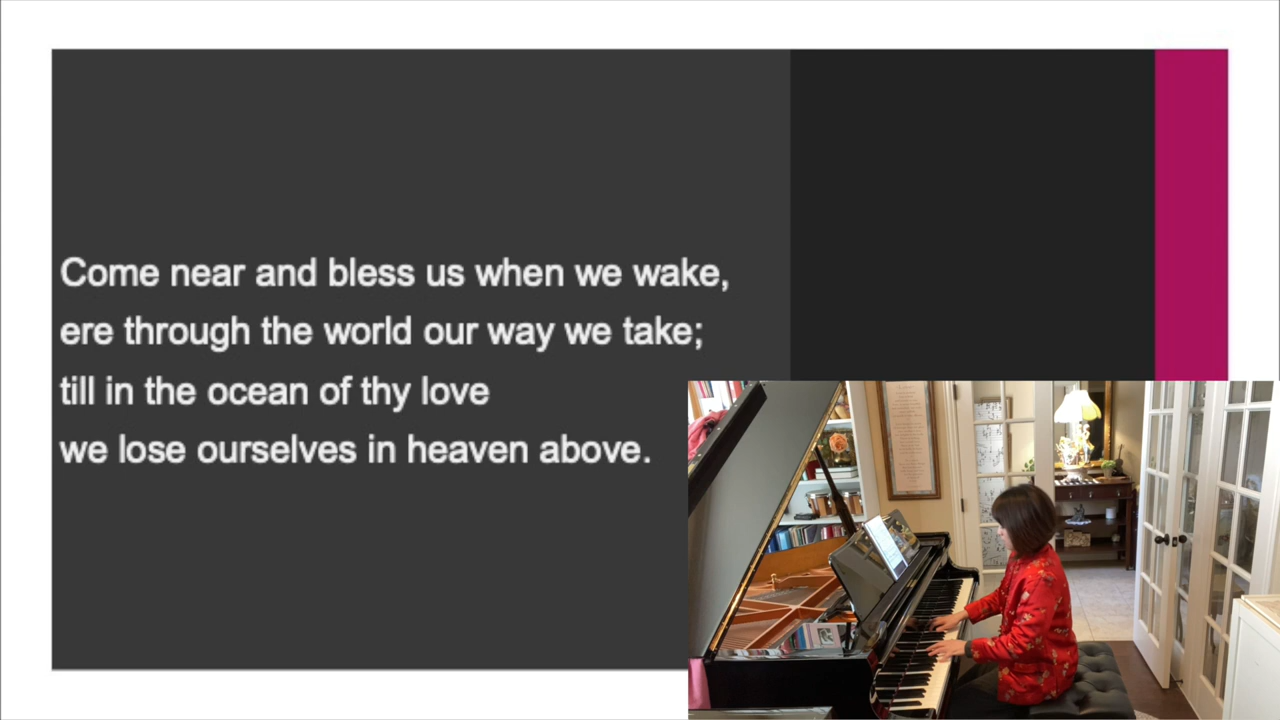 Come near and bless us when we wake,
ere through the world our way we take;
till in the ocean of thy love
we lose ourselves in heaven above.